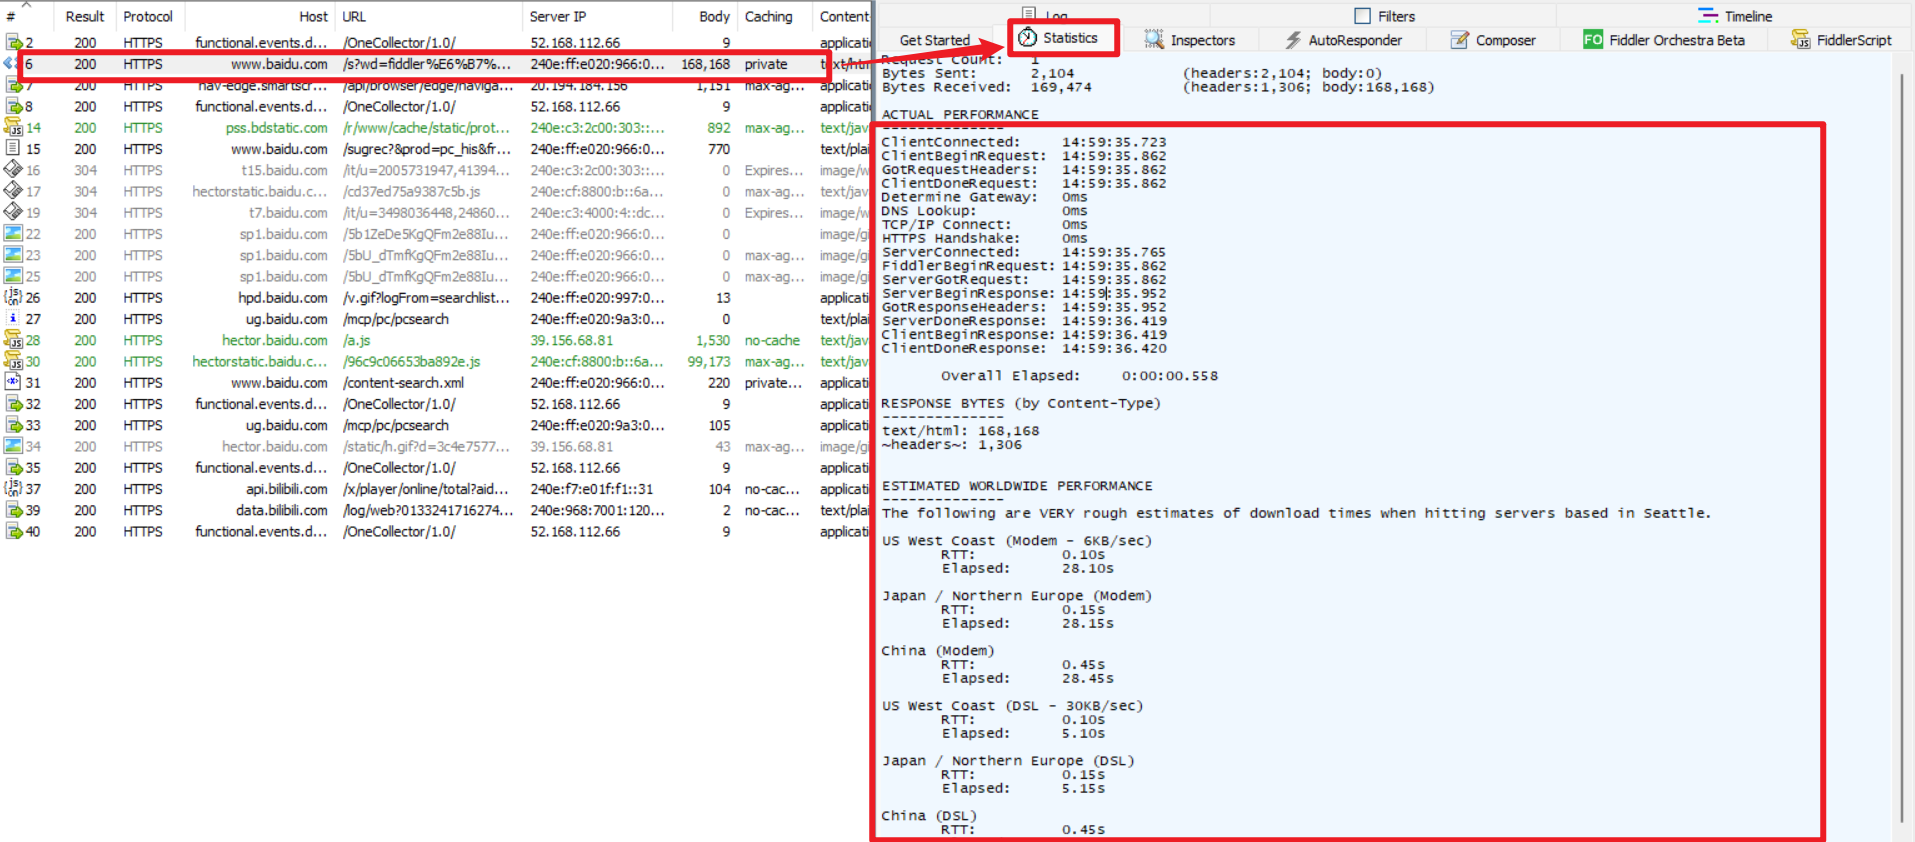 # Result Protocol Host URL Server IP Body Caching Content
2 200 HTTPS functional.events.d... /OneCollector/1.0/ 52.168.112.66 9 applicati
6 200 HTTPS www.baidu.com /s?wd=fiddler%E6%B7%... 240e:ff:e020:966:0... 168,168 private text/htm
7 200 HTTPS nav-edge.smartscr... /api/browser/edge/naviga... 20.194.184.156 1,151 max-ag... applicati
8 200 HTTPS functional.events.d... /OneCollector/1.0/ 52.168.112.66 9 applicati
14 200 HTTPS pss.bdstatic.com /r/www/cache/static/prot... 240e:c3:2c00:303::... 892 max-ag... text/jav
15 200 HTTPS www.baidu.com /sugrec?&prod=pc_his&fr... 240e:ff:e020:966:0... 770 text/plai
16 304 HTTPS t15.baidu.com /it/u=2005731947,41394... 240e:c3:2c00:303::... 0 Expires... image/w
17 304 HTTPS hectorstatic.baidu.c... /cd37ed75a9387c5b.js 240e:cf:8800:b::6a... 0 max-ag... text/jav
19 304 HTTPS t7.baidu.com /it/u=3498036448,24860... 240e:c3:4000:4::dc... 0 Expires... image/w
22 200 HTTPS sp1.baidu.com /5b1ZeDe5KgQFm2e88Iu... 240e:ff:e020:966:0... 0 image/gi
23 200 HTTPS sp1.baidu.com /5bU_dTmfKgQFm2e88Iu... 240e:ff:e020:966:0... 0 max-ag... image/gi
25 200 HTTPS sp1.baidu.com /5bU_dTmfKgQFm2e88Iu... 240e:ff:e020:966:0... 0 max-ag... image/gi
26 200 HTTPS hpd.baidu.com /v.gif?logFrom=searchlist... 240e:ff:e020:997:0... 13 applicati
27 200 HTTPS ug.baidu.com /mcp/pc/pcsearch 240e:ff:e020:9a3:0... 0 text/plai
28 200 HTTPS hector.baidu.com /a.js 39.156.68.81 1,530 no-cache text/jav
30 200 HTTPS hectorstatic.baidu.c... /96c9c06653ba892e.js 240e:cf:8800:b::6a... 99,173 max-ag... text/jav
31 200 HTTPS www.baidu.com /content-search.xml 240e:ff:e020:966:0... 220 private... applicati
32 200 HTTPS functional.events.d... /OneCollector/1.0/ 52.168.112.66 9 applicati
33 200 HTTPS ug.baidu.com /mcp/pc/pcsearch 240e:ff:e020:9a3:0... 105 applicati
34 200 HTTPS hector.baidu.com /static/h.gif?d=3c4e7577... 39.156.68.81 43 max-ag... image/gi
35 200 HTTPS functional.events.d... /OneCollector/1.0/ 52.168.112.66 9 applicati
37 200 HTTPS api.bilibili.com /x/player/online/total?aid... 240e:f7:e01f:f1::31 104 no-cac... applicati
39 200 HTTPS data.bilibili.com /log/web?0133241716274... 240e:968:7001:120... 2 no-cac... text/plai
40 200 HTTPS functional.events.d... /OneCollector/1.0/ 52.168.112.66 9 applicati
Log Filters Timeline
Get Started Statistics Inspectors AutoResponder Composer FO Fiddler Orchestra Beta FiddlerScript
Request Count: 1
Bytes Sent: 2,104 (headers:2,104; body:0)
Bytes Received: 169,474 (headers:1,306; body:168,168)
ACTUAL PERFORMANCE
--------------
ClientConnected: 14:59:35.723
ClientBeginRequest: 14:59:35.862
GotRequestHeaders: 14:59:35.862
ClientDoneRequest: 14:59:35.862
Determine Gateway: 0ms
DNS Lookup: 0ms
TCP/IP Connect: 0ms
HTTPS Handshake: 0ms
ServerConnected: 14:59:35.765
FiddlerBeginRequest: 14:59:35.862
ServerGotRequest: 14:59:35.862
ServerBeginResponse: 14:59:35.952
GotResponseHeaders: 14:59:35.952
ServerDoneResponse: 14:59:36.419
ClientBeginResponse: 14:59:36.419
ClientDoneResponse: 14:59:36.420
Overall Elapsed: 0:00:00.558
RESPONSE BYTES (by Content-Type)
--------------
text/html: 168,168
~headers~: 1,306
ESTIMATED WORLDWIDE PERFORMANCE
--------------
The following are VERY rough estimates of download times when hitting servers based in Seattle.
US West Coast (Modem - 6KB/sec)
RTT: 0.10s
Elapsed: 28.10s
Japan / Northern Europe (Modem)
RTT: 0.15s
Elapsed: 28.15s
China (Modem)
RTT: 0.45s
Elapsed: 28.45s
US West Coast (DSL - 30KB/sec)
RTT: 0.10s
Elapsed: 5.10s
Japan / Northern Europe (DSL)
RTT: 0.15s
Elapsed: 5.15s
China (DSL)
RTT: 0.45s